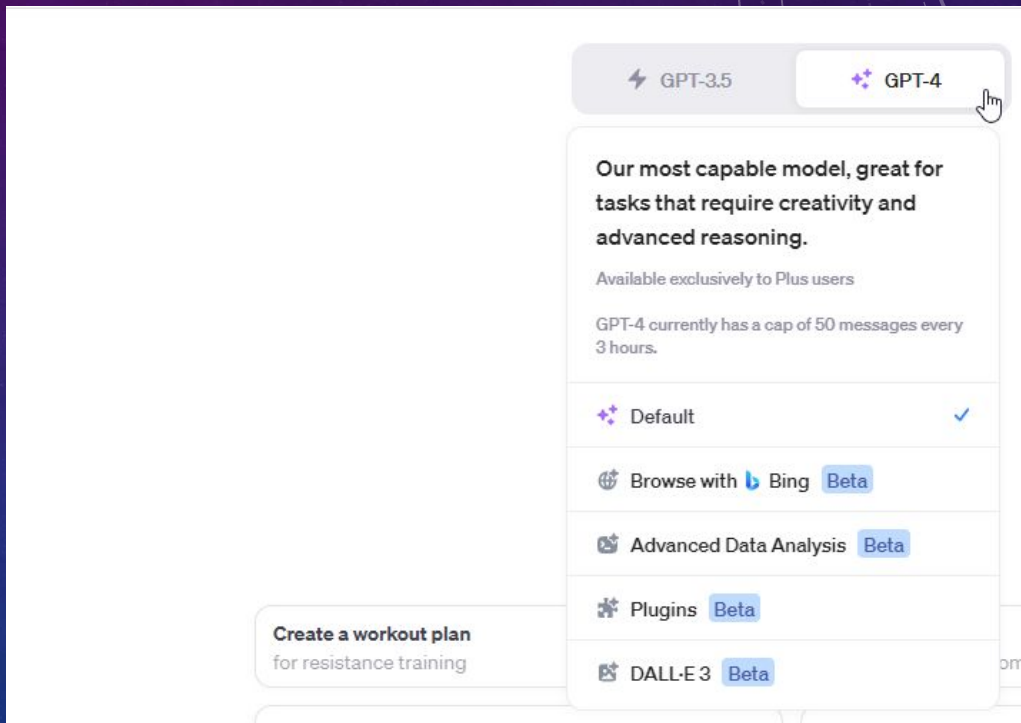 GPT-3.5
GPT-4
Our most capable model, great for
tasks that require creativity and
advanced reasoning.
Available exclusively to Plus users
GPT-4 currently has a cap of 50 messages every
3 hours.
Default
Browse with Bing Beta
Advanced Data Analysis Beta
Plugins Beta
DALL·E 3 Beta
Create a workout plan
for resistance training